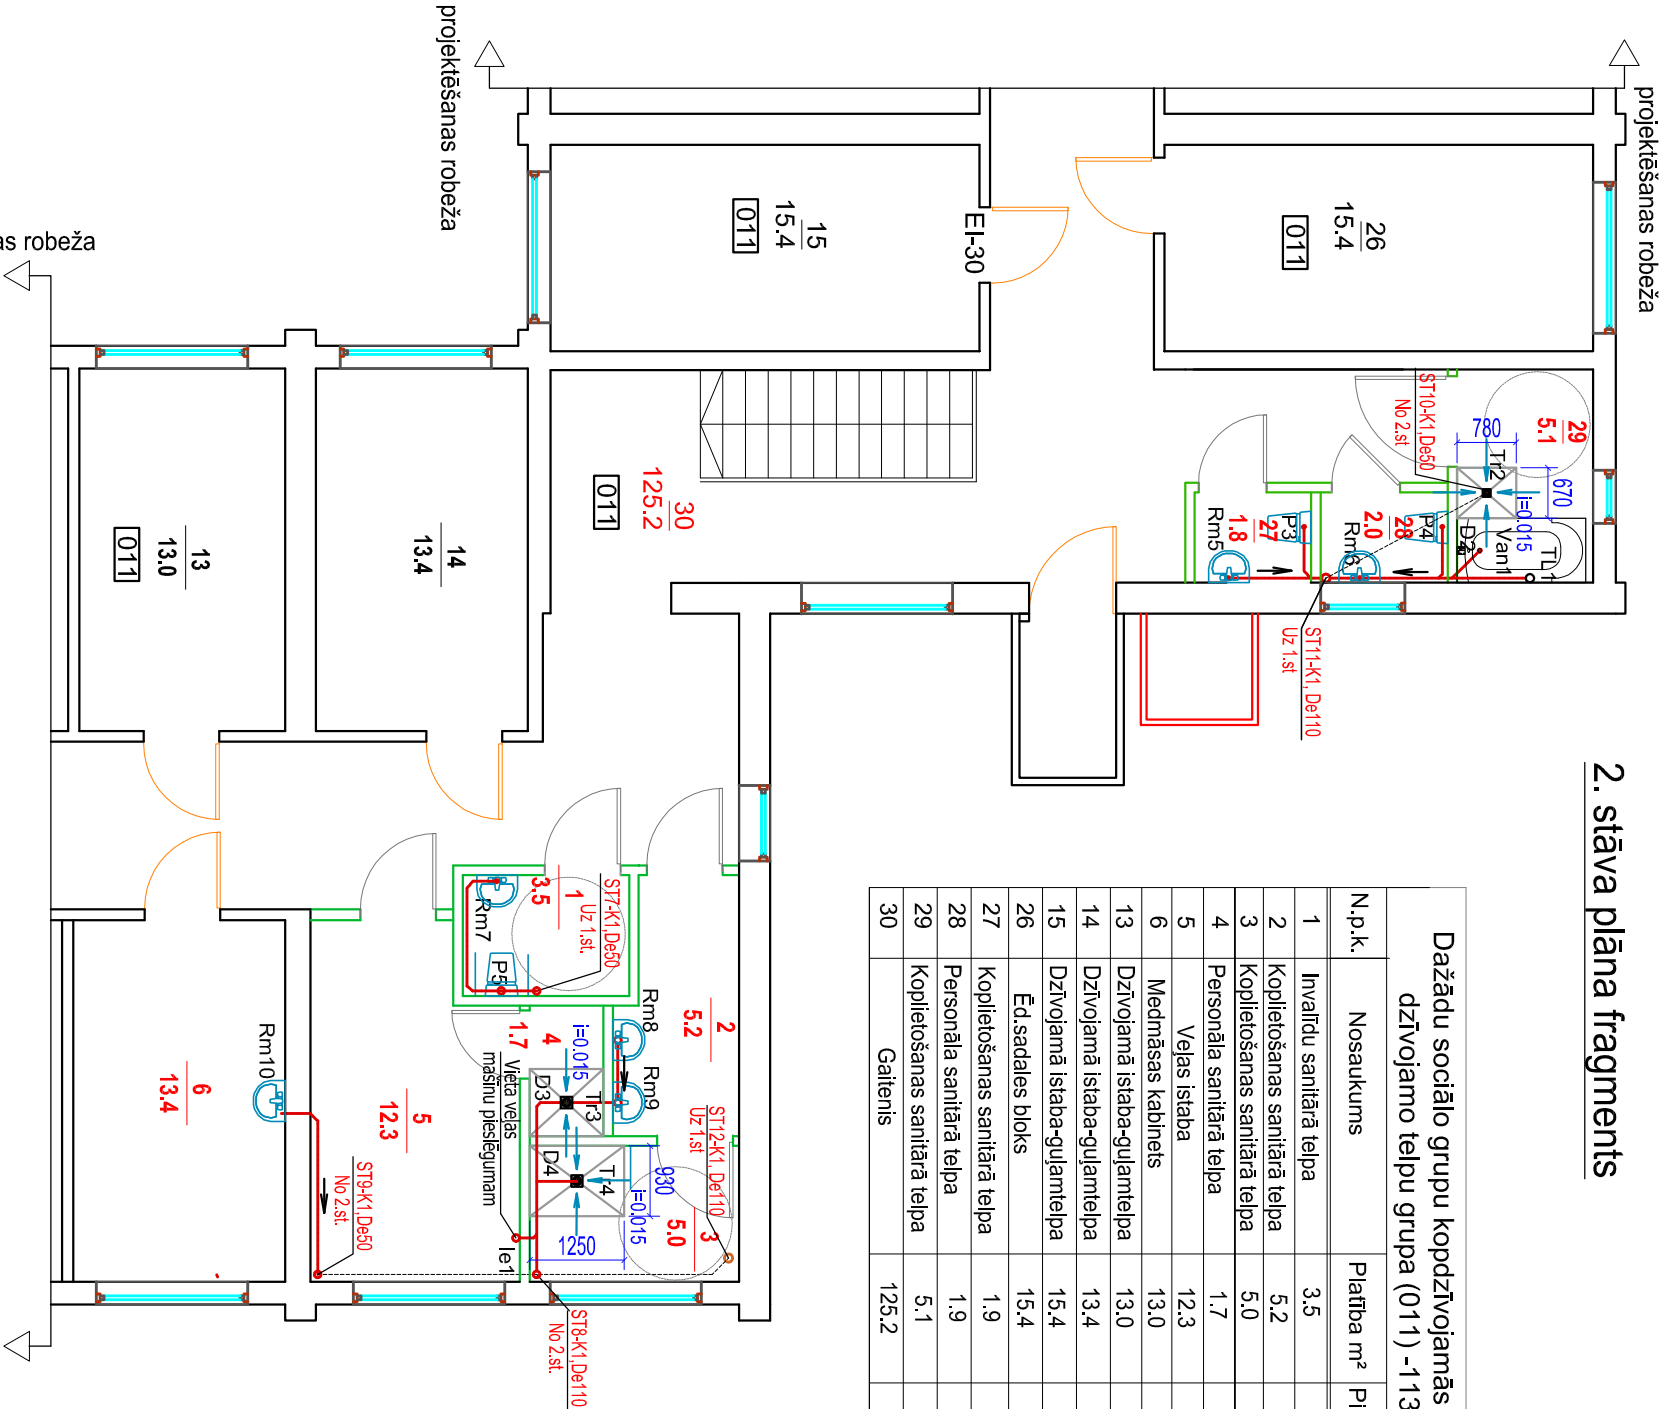 2. stāva plāna fragments
Dažādu sociālo grupu kopdzīvojamās
dzīvojamo telpu grupa (011) -113
N.p.k. Nosaukums Platība m² Pi
1 Invalīdu sanitārā telpa 3.5
2 Koplietošanas sanitārā telpa 5.2
3 Koplietošanas sanitārā telpa 5.0
4 Personāla sanitārā telpa 1.7
5 Veļas istaba 12.3
6 Medmāsas kabinets 13.0
13 Dzīvojamā istaba-guļamtelpa 13.0
14 Dzīvojamā istaba-guļamtelpa 13.4
15 Dzīvojamā istaba-guļamtelpa 15.4
26 Ēd.sadales bloks 15.4
27 Koplietošanas sanitārā telpa 1.9
28 Personāla sanitārā telpa 1.9
29 Koplietošanas sanitārā telpa 5.1
30 Gaitenis 125.2
projektēšanas robeža
projektēšanas robeža
as robeža
26
15.4
011
15
15.4
011
EI-30
29
5.1
780
670
Tr2
i=0.015
Van1
TL1
D2
ST10-K1,De50
No 2.st
P4
28
2.0
Rm6
P3
27
1.8
Rm5
ST11-K1, De110
Uz 1.st
30
125.2
011
14
13.4
13
13.0
011
ST7-K1,De50
Uz 1.st.
1
3.5
Rm7
P5
2
5.2
Rm8
Rm9
4
1.7
i=0.015
D3
Tr3
Vieta veļas
mašīnu pieslēgumam
ST12-K1, De110
Uz 1.st
930
Tr4
D4
i=0.015
1250
3
5.0
Ie1
5
12.3
ST9-K1,De50
No 2.st.
ST8-K1,De110
No 2.st.
Rm10
6
13.4